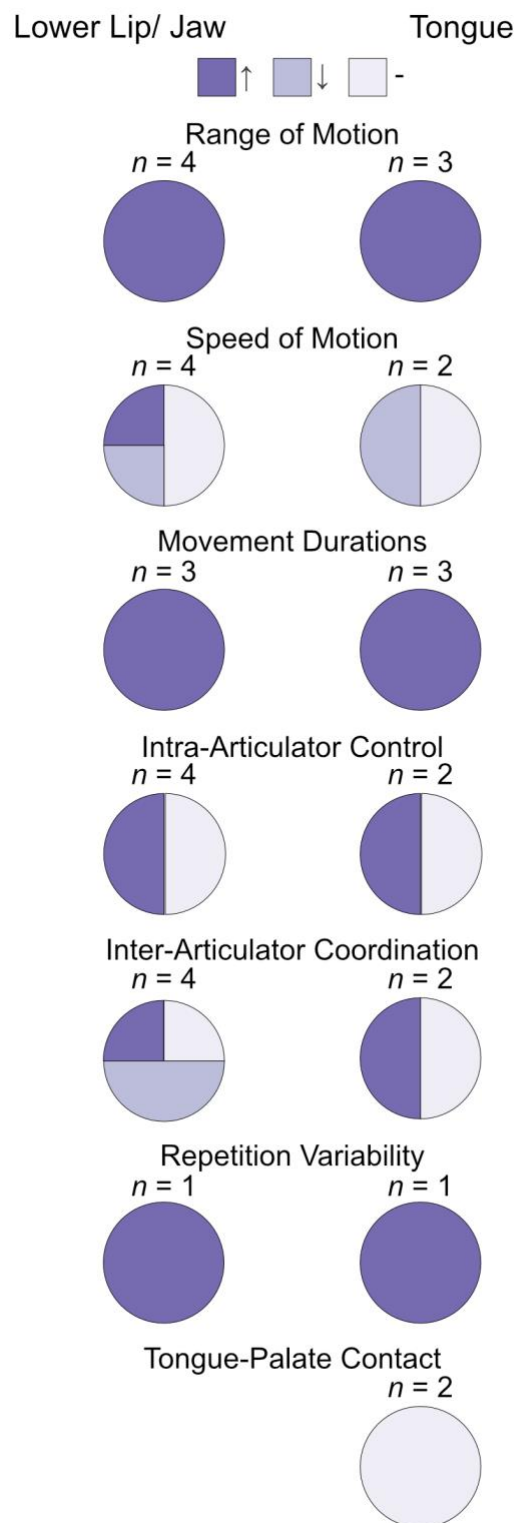 Lower Lip/ Jaw Tongue
↑ ↓ -
Range of Motion
n = 4 n = 3
Speed of Motion
n = 4 n = 2
Movement Durations
n = 3 n = 3
Intra-Articulator Control
n = 4 n = 2
Inter-Articulator Coordination
n = 4 n = 2
Repetition Variability
n = 1 n = 1
Tongue-Palate Contact
n = 2